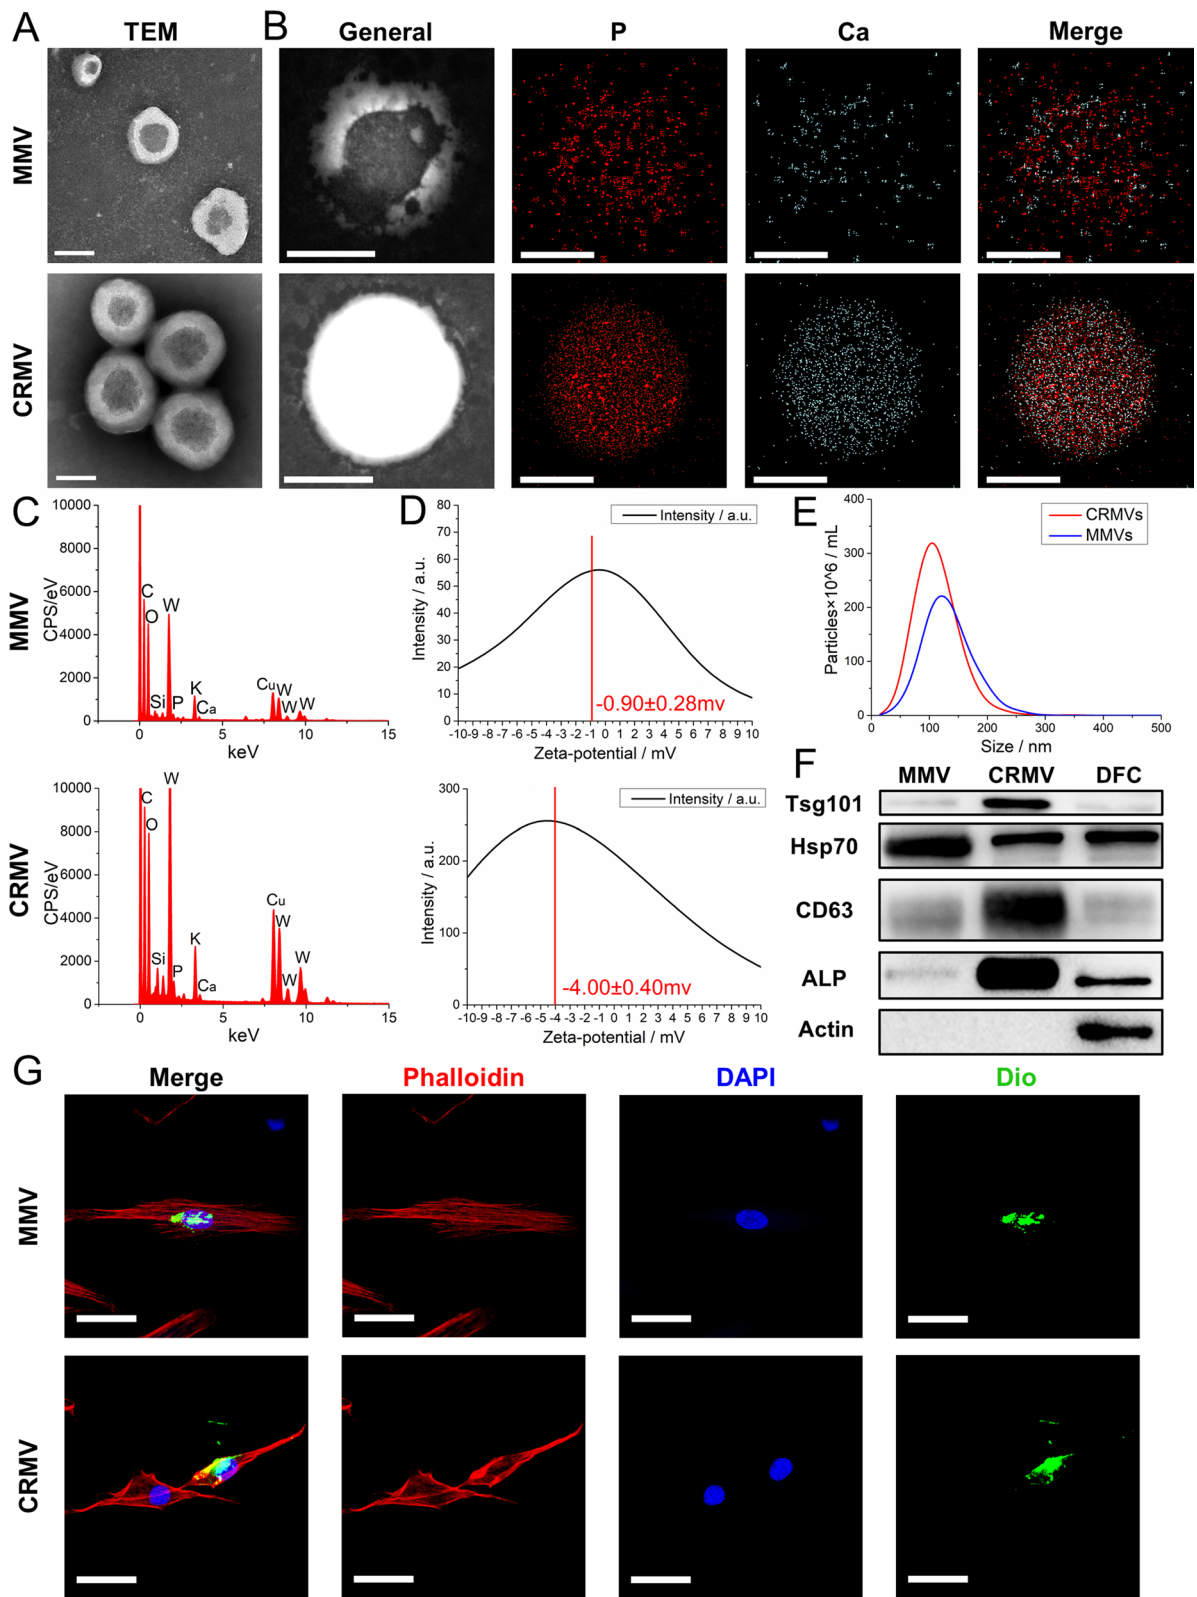 A TEM B General P Ca Merge
MMV
CRMV
C
MMV
10000
8000
6000
4000
2000
0
CPS/eV
C
O
W
Si
P
K
Ca
Cu
W
W
W
0 5 10 15
keV
D
80
70
60
50
40
30
20
10
0
Intensity / a.u.
Intensity / a.u.
-0.90±0.28mv
-10-9 -8 -7 -6 -5 -4 -3 -2 -1 0 1 2 3 4 5 6 7 8 9 10
Zeta-potential / mV
E
400
300
200
100
0
Particles×10^6 / mL
CRMVs
MMVs
0 100 200 300 400 500
Size / nm
CRMV
10000
8000
6000
4000
2000
0
CPS/eV
W
C
O
Si
P
K
Ca
Cu
W
W
W
0 5 10 15
keV
300
200
100
0
Intensity / a.u.
Intensity / a.u.
-4.00±0.40mv
-10-9 -8 -7 -6 -5 -4 -3 -2 -1 0 1 2 3 4 5 6 7 8 9 10
Zeta-potential / mV
F
MMV CRMV DFC
Tsg101
Hsp70
CD63
ALP
Actin
G Merge Phalloidin DAPI Dio
MMV
CRMV